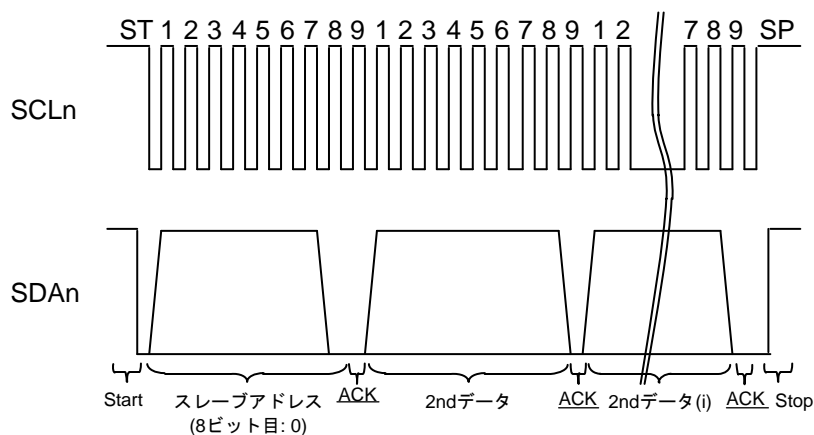 ST 1 2 3 4 5 6 7 8 9 1 2 3 4 5 6 7 8 9 1 2 7 8 9 SP
SCLn
SDAn
Start スレーブアドレス ACK 2ndデータ ACK 2ndデータ(i) ACK Stop
(8ビット目: 0)